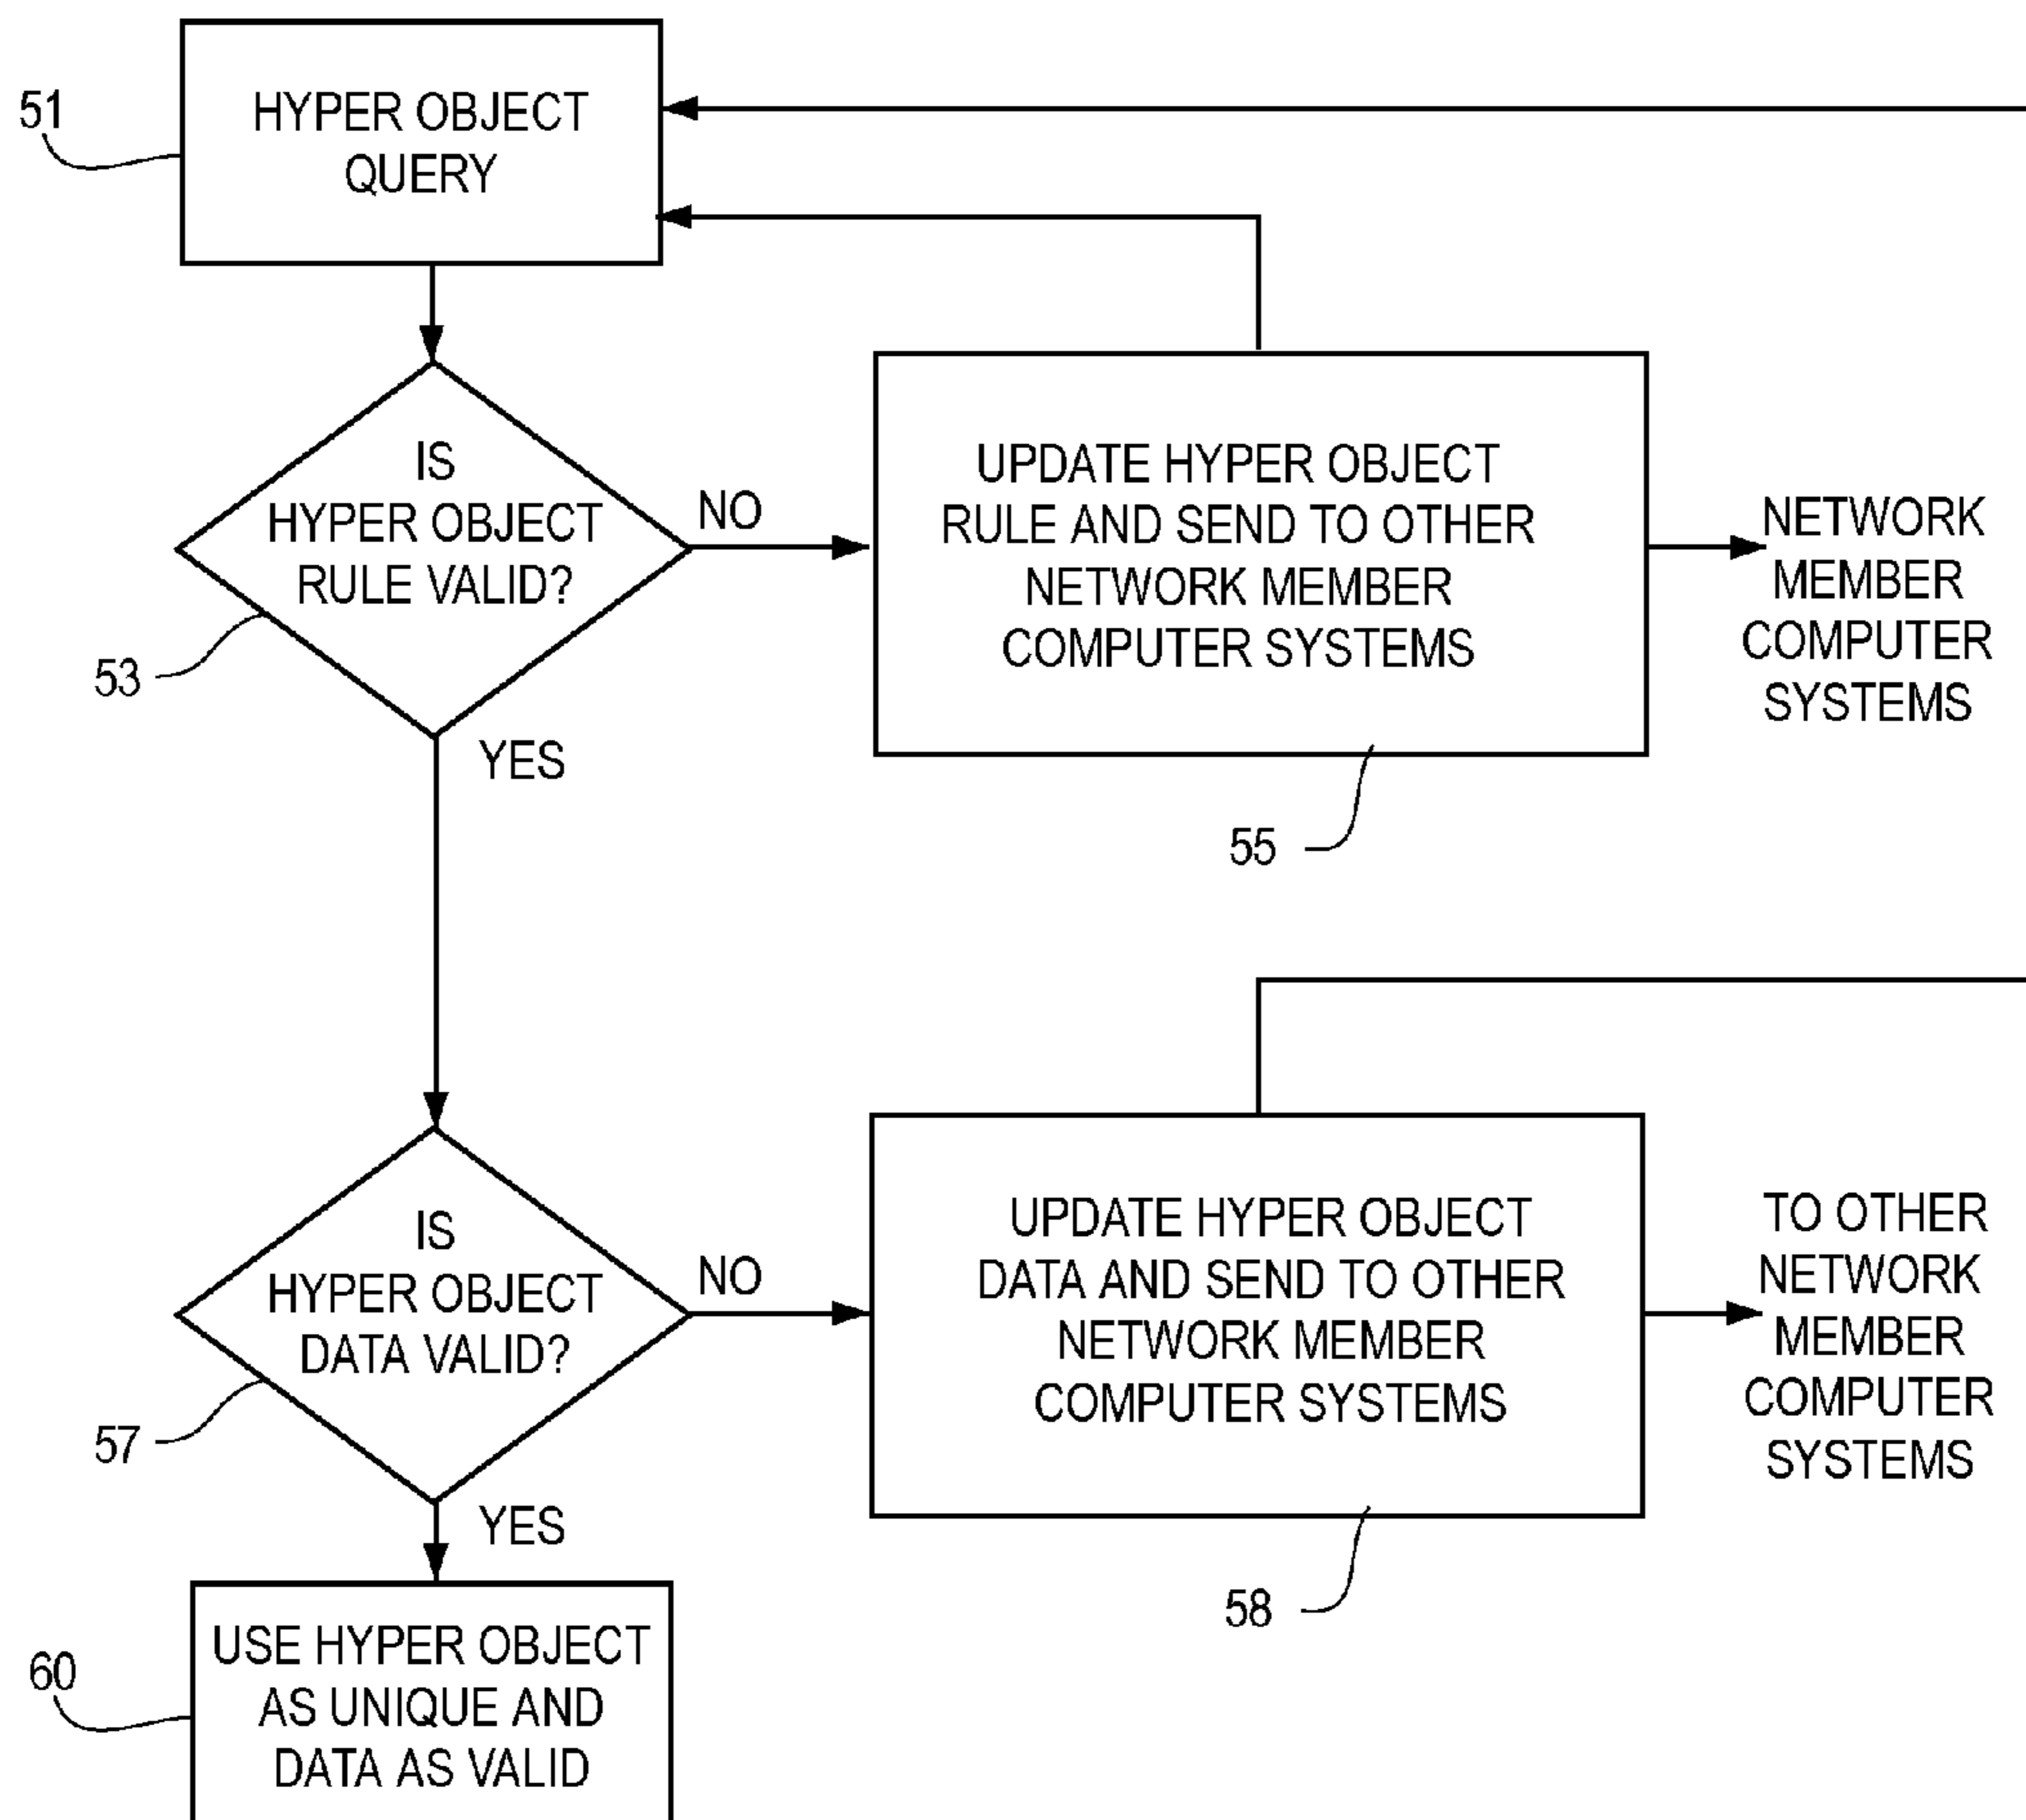 51
HYPER OBJECT
QUERY
IS
HYPER OBJECT
RULE VALID?
53
NO
YES
UPDATE HYPER OBJECT
RULE AND SEND TO OTHER
NETWORK MEMBER
COMPUTER SYSTEMS
55
NETWORK
MEMBER
COMPUTER
SYSTEMS
IS
HYPER OBJECT
DATA VALID?
57
NO
YES
UPDATE HYPER OBJECT
DATA AND SEND TO OTHER
NETWORK MEMBER
COMPUTER SYSTEMS
58
TO OTHER
NETWORK
MEMBER
COMPUTER
SYSTEMS
60
USE HYPER OBJECT
AS UNIQUE AND
DATA AS VALID